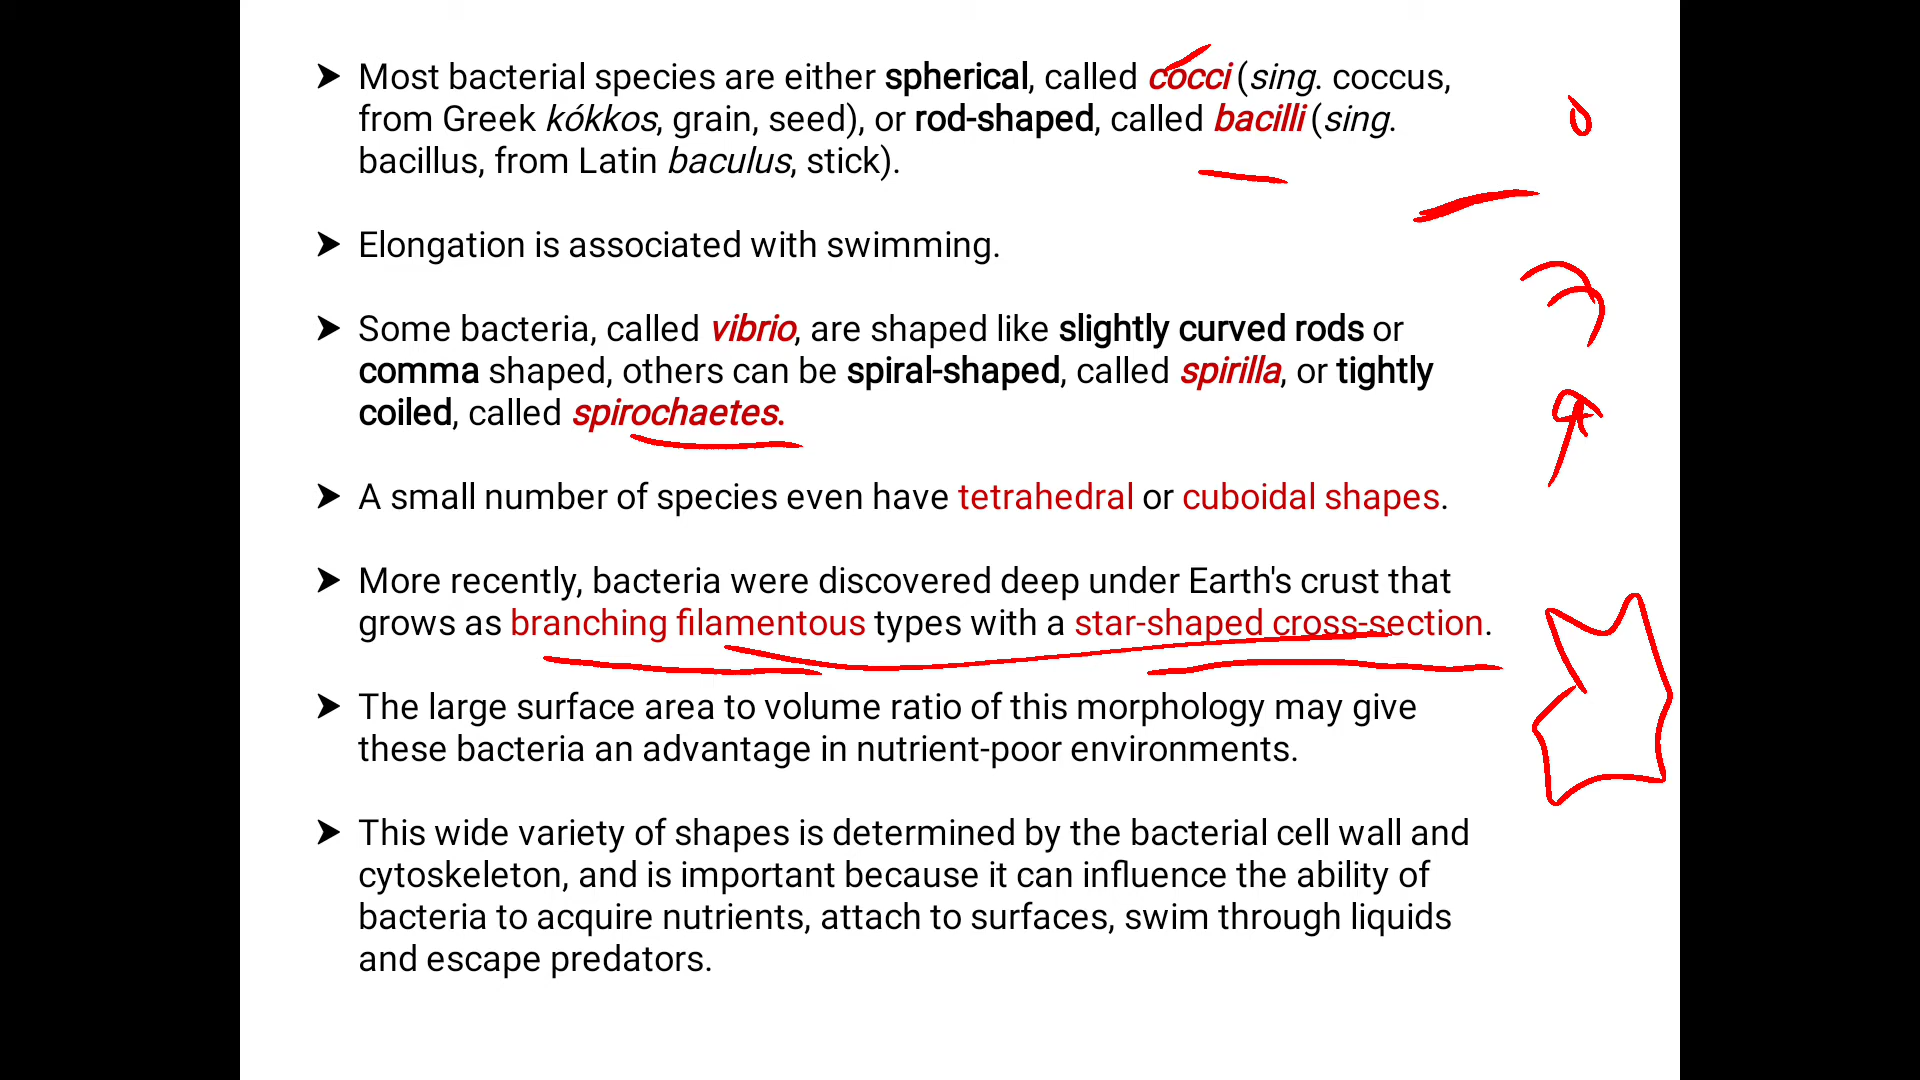 ➤ Most bacterial species are either spherical, called cocci (sing. coccus,
from Greek kókkos, grain, seed), or rod-shaped, called bacilli (sing.
bacillus, from Latin baculus, stick).
➤ Elongation is associated with swimming.
➤ Some bacteria, called vibrio, are shaped like slightly curved rods or
comma shaped, others can be spiral-shaped, called spirilla, or tightly
coiled, called spirochaetes.
➤ A small number of species even have tetrahedral or cuboidal shapes.
➤ More recently, bacteria were discovered deep under Earth's crust that
grows as branching filamentous types with a star-shaped cross-section.
➤ The large surface area to volume ratio of this morphology may give
these bacteria an advantage in nutrient-poor environments.
➤ This wide variety of shapes is determined by the bacterial cell wall and
cytoskeleton, and is important because it can influence the ability of
bacteria to acquire nutrients, attach to surfaces, swim through liquids
and escape predators.